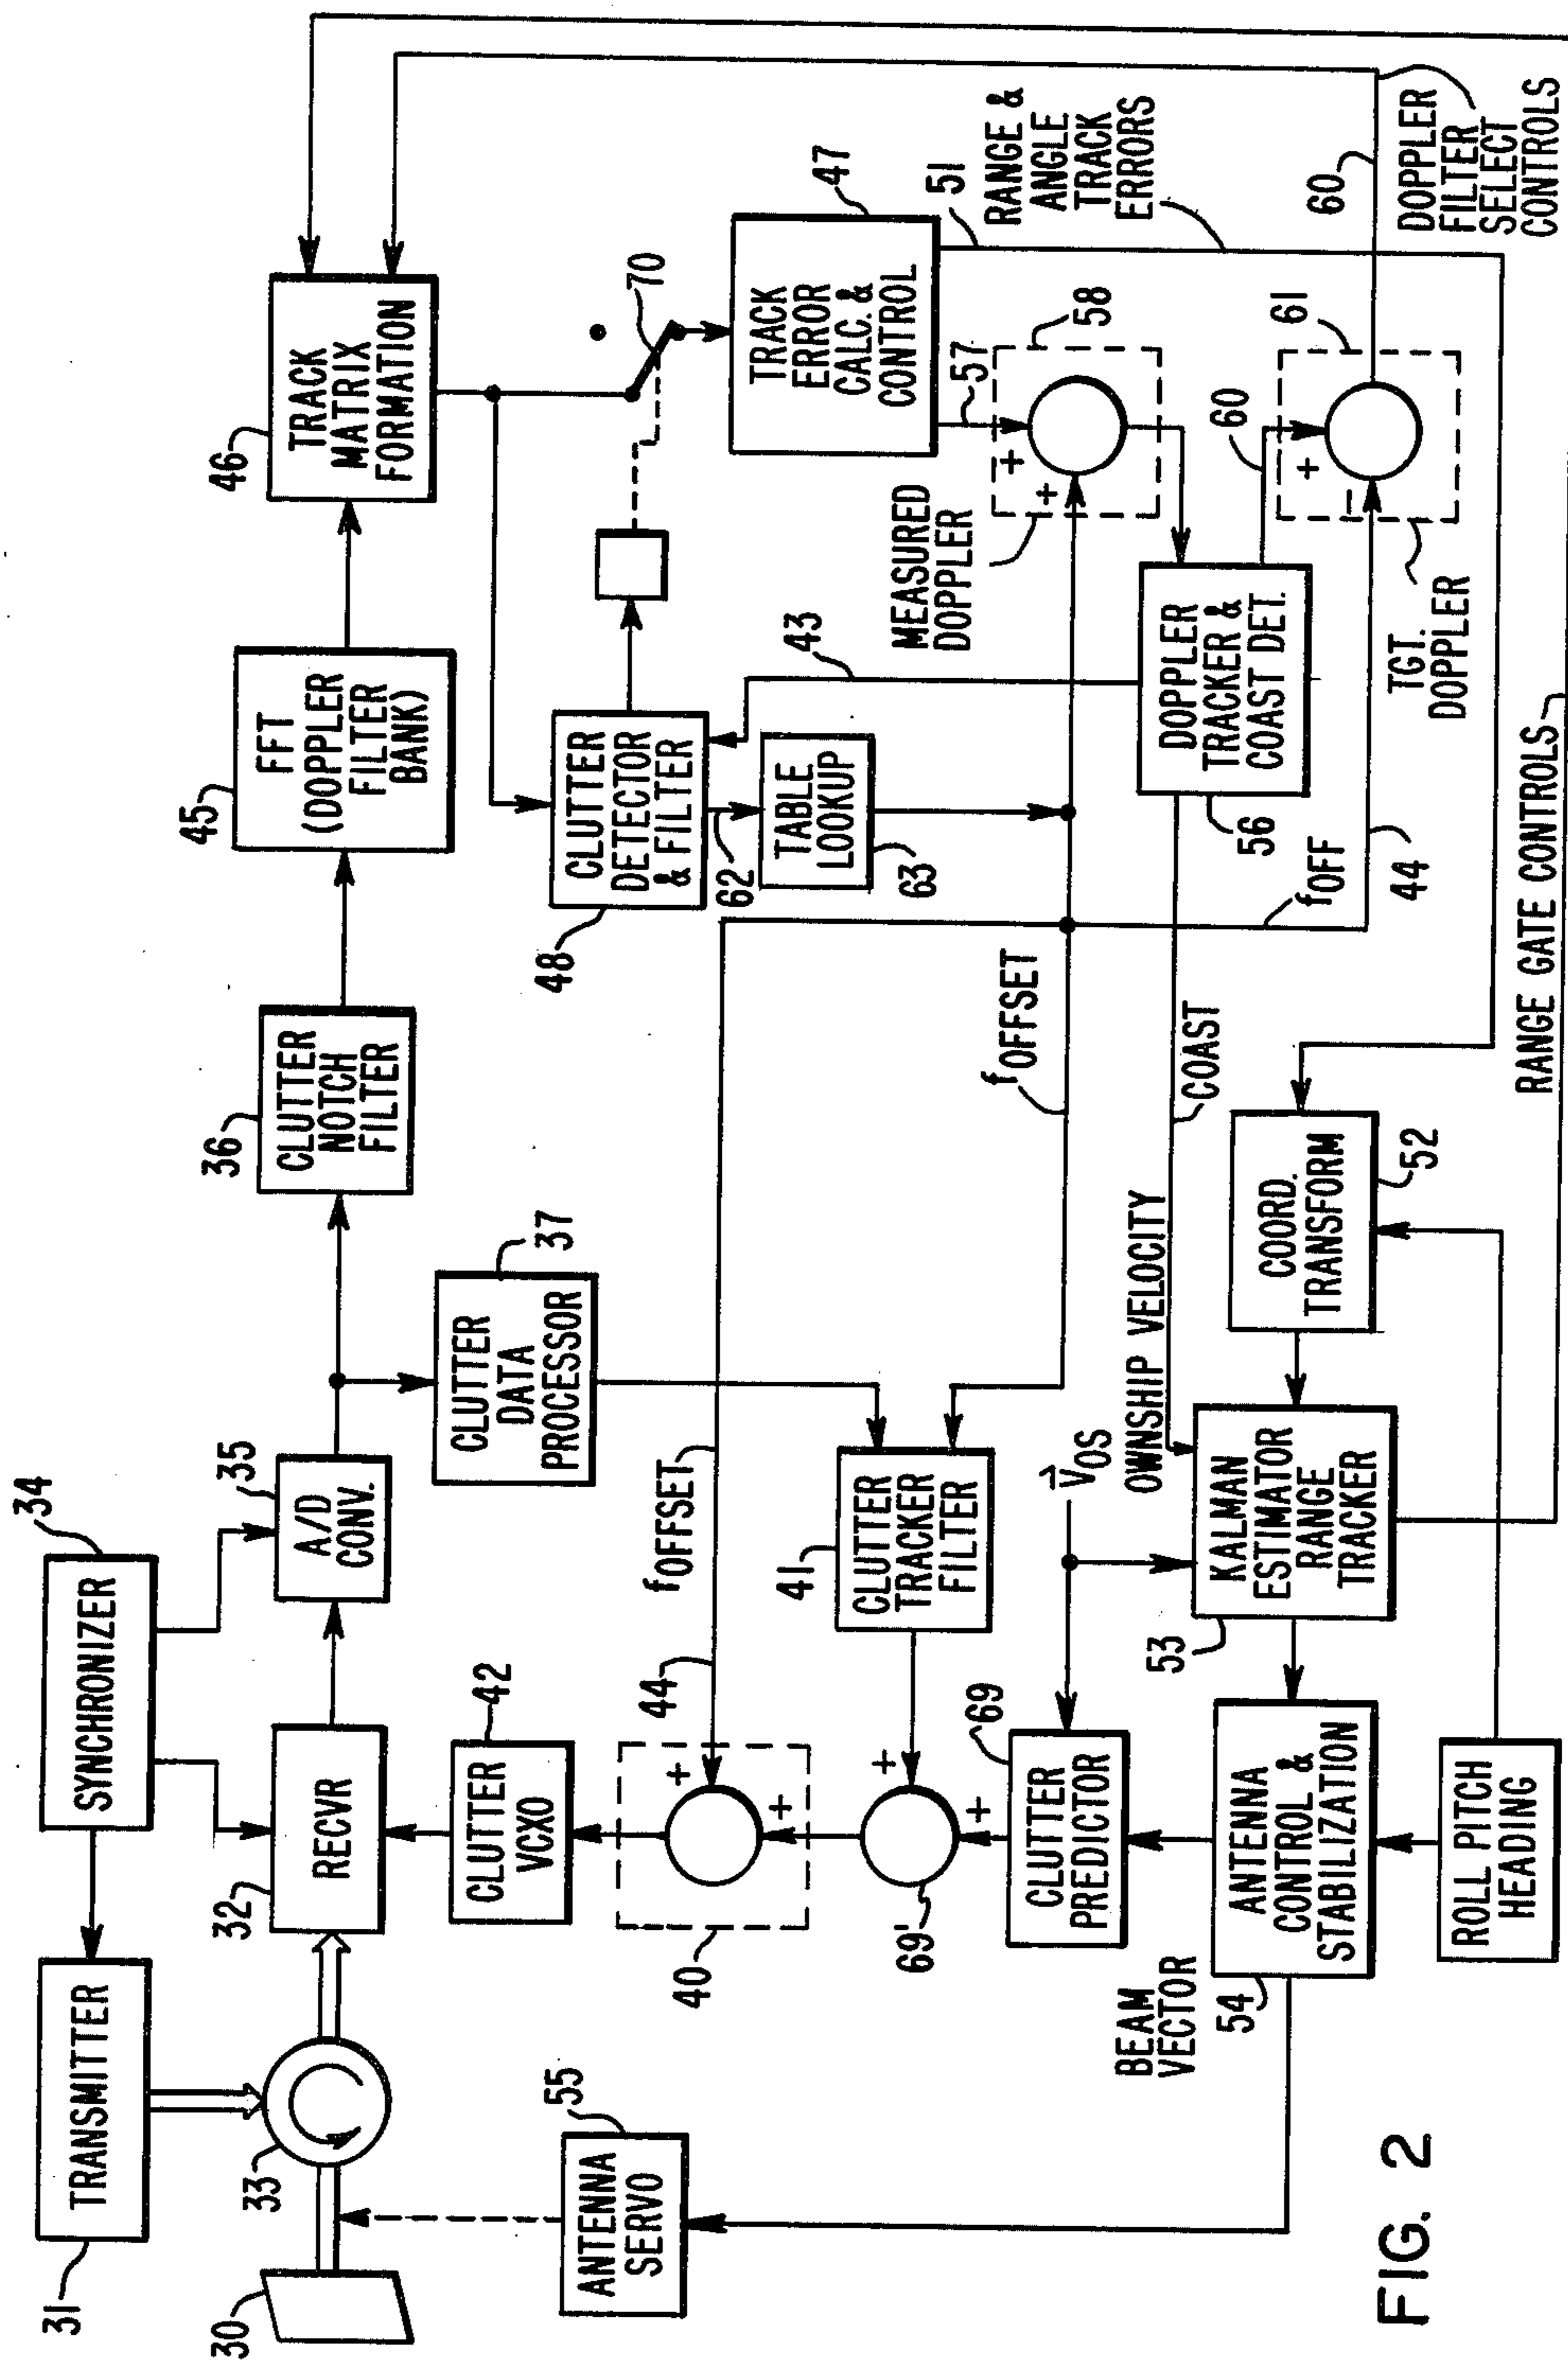 31
TRANSMITTER
34
SYNCHRONIZER
30
33
32
RECVR
35
A/D
CONV.
36
CLUTTER
NOTCH
FILTER
45
FFT
(DOPPLER
FILTER
BANK)
46
TRACK
MATRIX
FORMATION
37
CLUTTER
DATA
PROCESSOR
55
ANTENNA
SERVO
42
CLUTTER
VCXO
48
CLUTTER
DETECTOR
& FILTER
43
70
47
TRACK
ERROR
CALC. &
CONTROL
62
TABLE
LOOKUP
63
51
RANGE &
ANGLE
TRACK
ERRORS
40
44
+
+
fOFFSET
fOFFSET
MEASURED
DOPPLER
57
58
+
+
41
CLUTTER
TRACKER
FILTER
69'
+
+
69
CLUTTER
PREDICTOR
VOS
OWNSHIP VELOCITY
COAST
56
DOPPLER
TRACKER &
COAST DET.
60
60
61
+
−
TGT.
DOPPLER
DOPPLER
FILTER
SELECT
CONTROLS
fOFF
44
BEAM
VECTOR
54
ANTENNA
CONTROL &
STABILIZATION
53
KALMAN
ESTIMATOR
RANGE
TRACKER
COORD.
TRANSFORM
52
ROLL PITCH
HEADING
RANGE GATE CONTROLS
FIG. 2